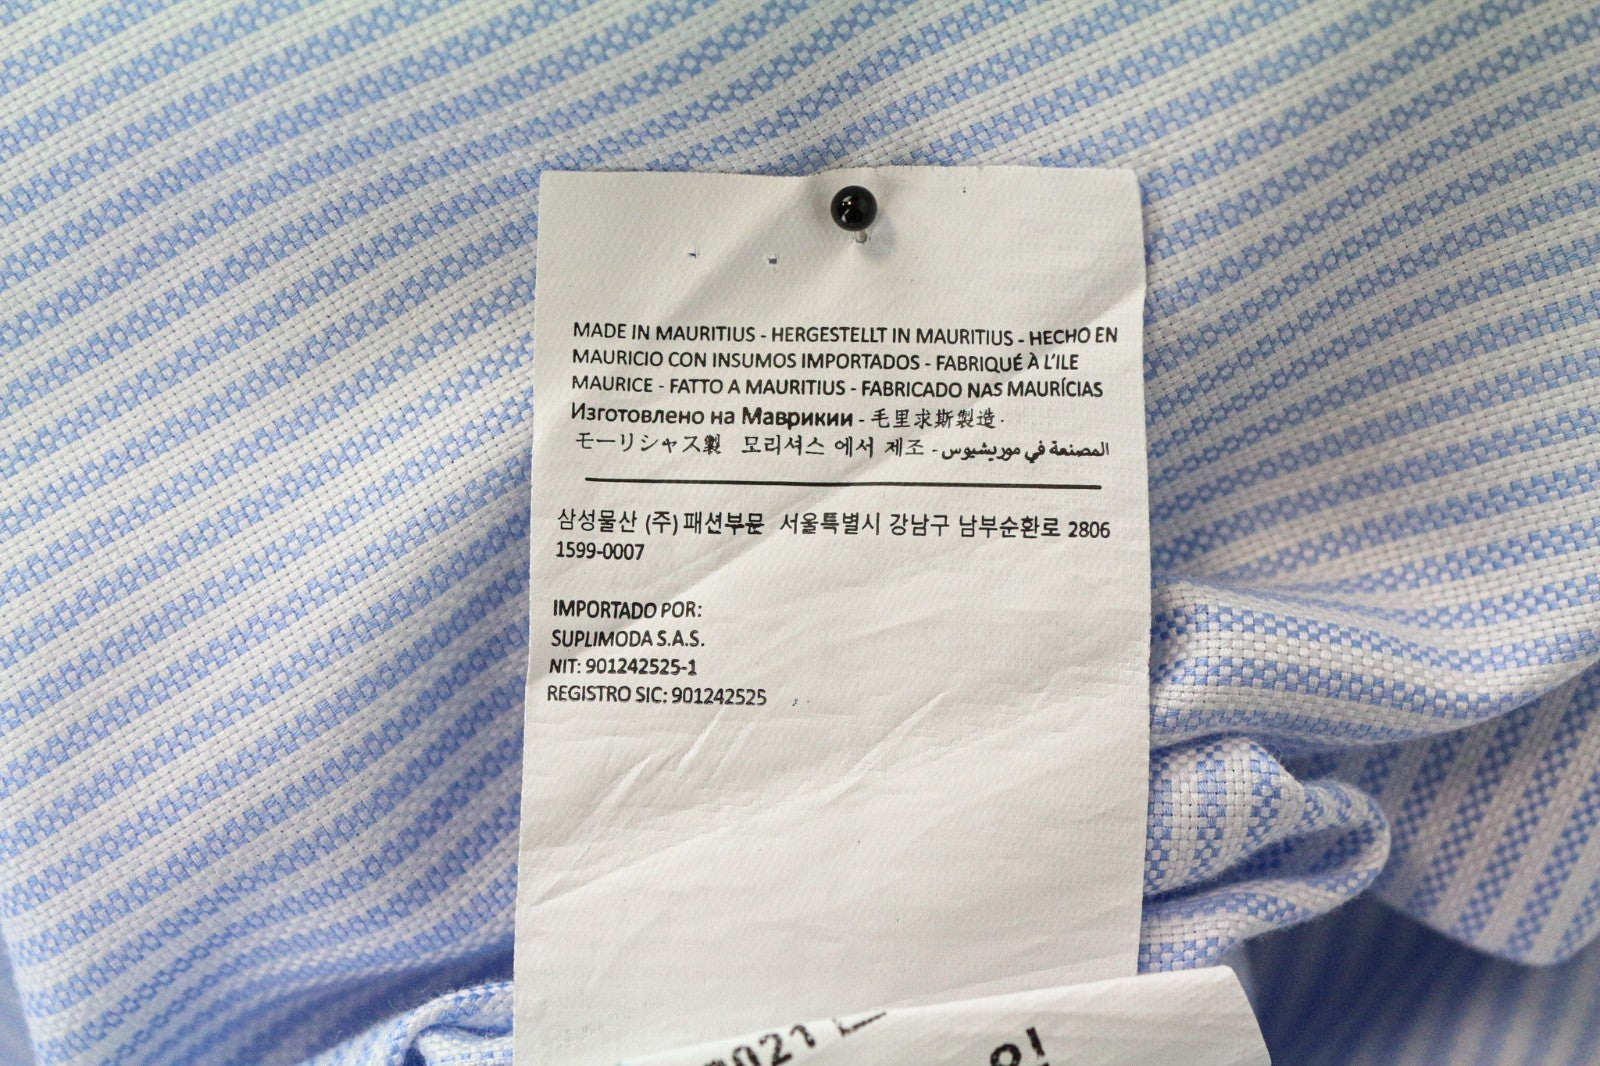 MADE IN MAURITIUS - HERGESTELLT IN MAURITIUS - HECHO EN
MAURICIO CON INSUMOS IMPORTADOS - FABRIQUÉ À L'ILE
MAURICE - FATTO A MAURITIUS - FABRICADO NAS MAURÍCIAS
Изготовлено на Маврикии - 毛里求斯製造 -
モーリシャス製 모리셔스 에서 제조 - المصنعة في موريشيوس
삼성물산 (주) 패션부문 서울특별시 강남구 남부순환로 2806
1599-0007
IMPORTADO POR:
SUPLIMODA S.A.S.
NIT: 901242525-1
REGISTRO SIC: 901242525